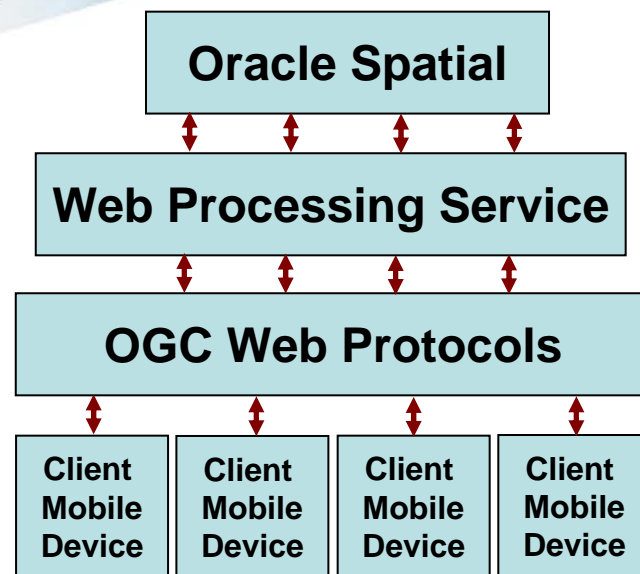 Oracle Spatial
Web Processing Service
OGC Web Protocols
Client
Mobile
Device
Client
Mobile
Device
Client
Mobile
Device
Client
Mobile
Device